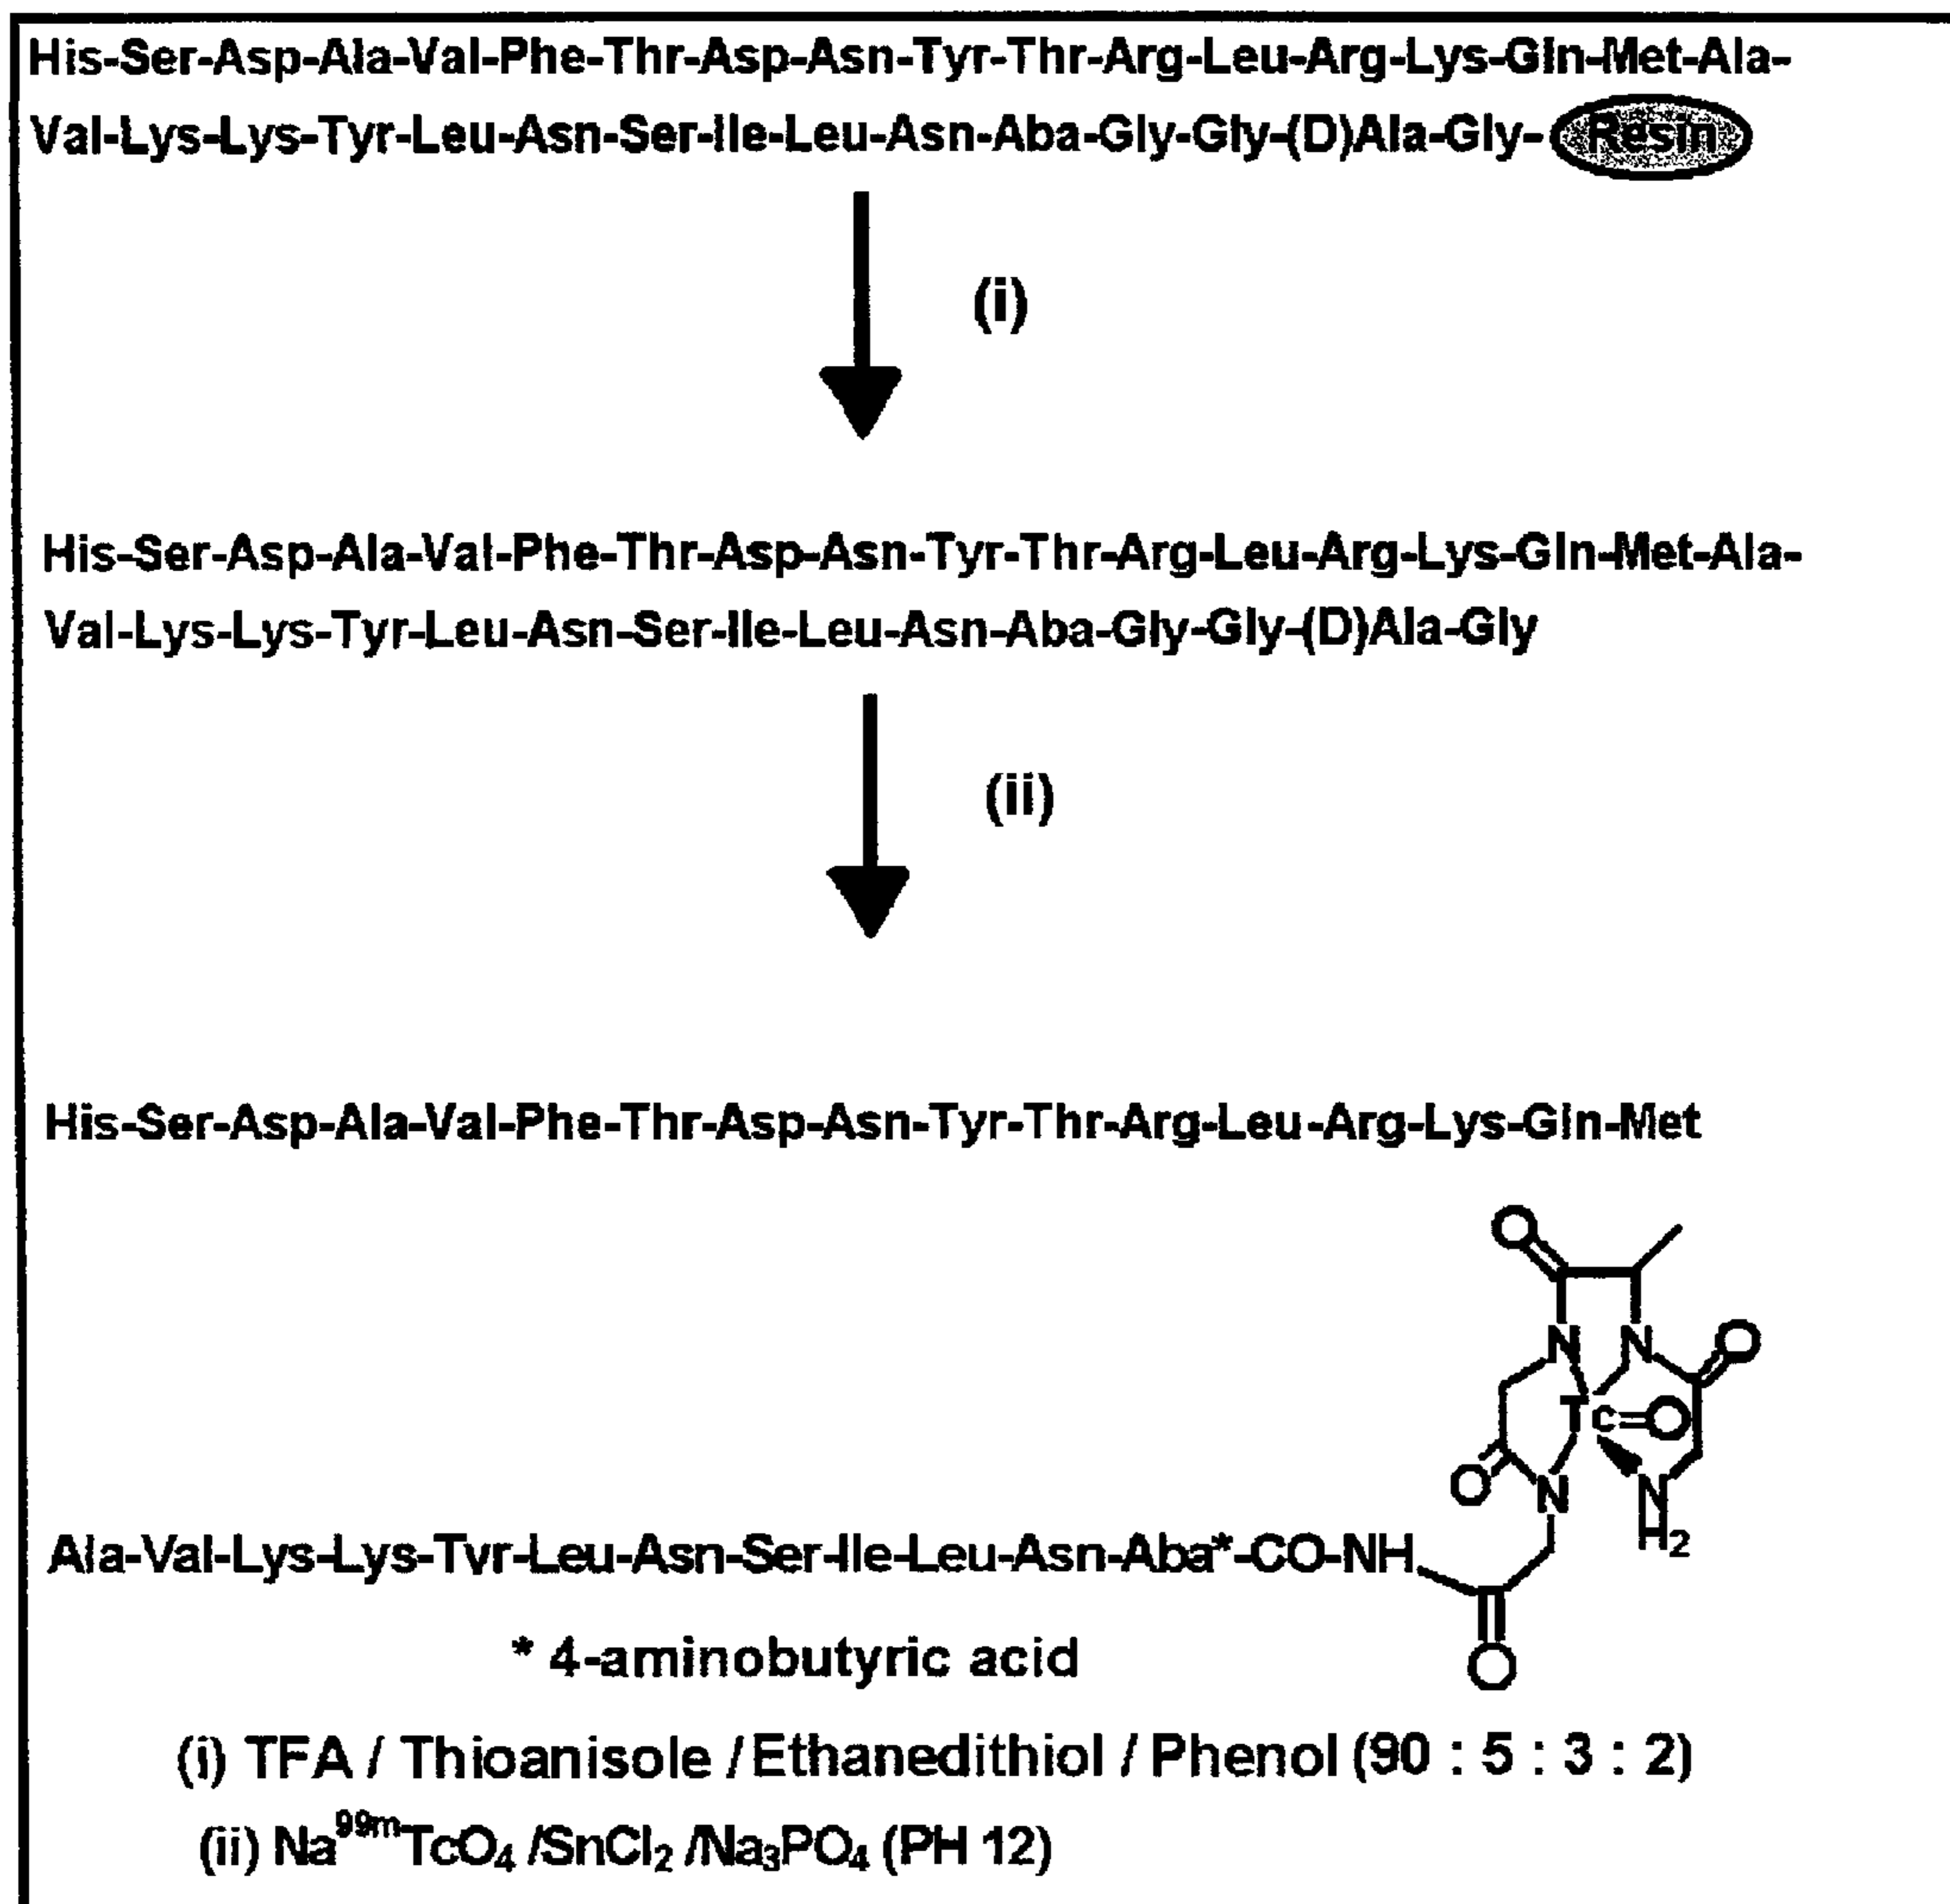 His-Ser-Asp-Ala-Val-Phe-Thr-Asp-Asn-Tyr-Thr-Arg-Leu-Arg-Lys-Gln-Met-Ala-
Val-Lys-Lys-Tyr-Leu-Asn-Ser-Ile-Leu-Asn-Aba-Gly-Gly-(D)Ala-Gly-Resin
(i)
His-Ser-Asp-Ala-Val-Phe-Thr-Asp-Asn-Tyr-Thr-Arg-Leu-Arg-Lys-Gln-Met-Ala-
Val-Lys-Lys-Tyr-Leu-Asn-Ser-Ile-Leu-Asn-Aba-Gly-Gly-(D)Ala-Gly
(ii)
His-Ser-Asp-Ala-Val-Phe-Thr-Asp-Asn-Tyr-Thr-Arg-Leu-Arg-Lys-Gln-Met
O
N N O
Tc=O
O N N
H2
Ala-Val-Lys-Lys-Tyr-Leu-Asn-Ser-Ile-Leu-Asn-Aba*-CO-NH
O
* 4-aminobutyric acid
(i) TFA / Thioanisole / Ethanedithiol / Phenol (90 : 5 : 3 : 2)
(ii) Na99mTcO4 /SnCl2 /Na3PO4 (PH 12)